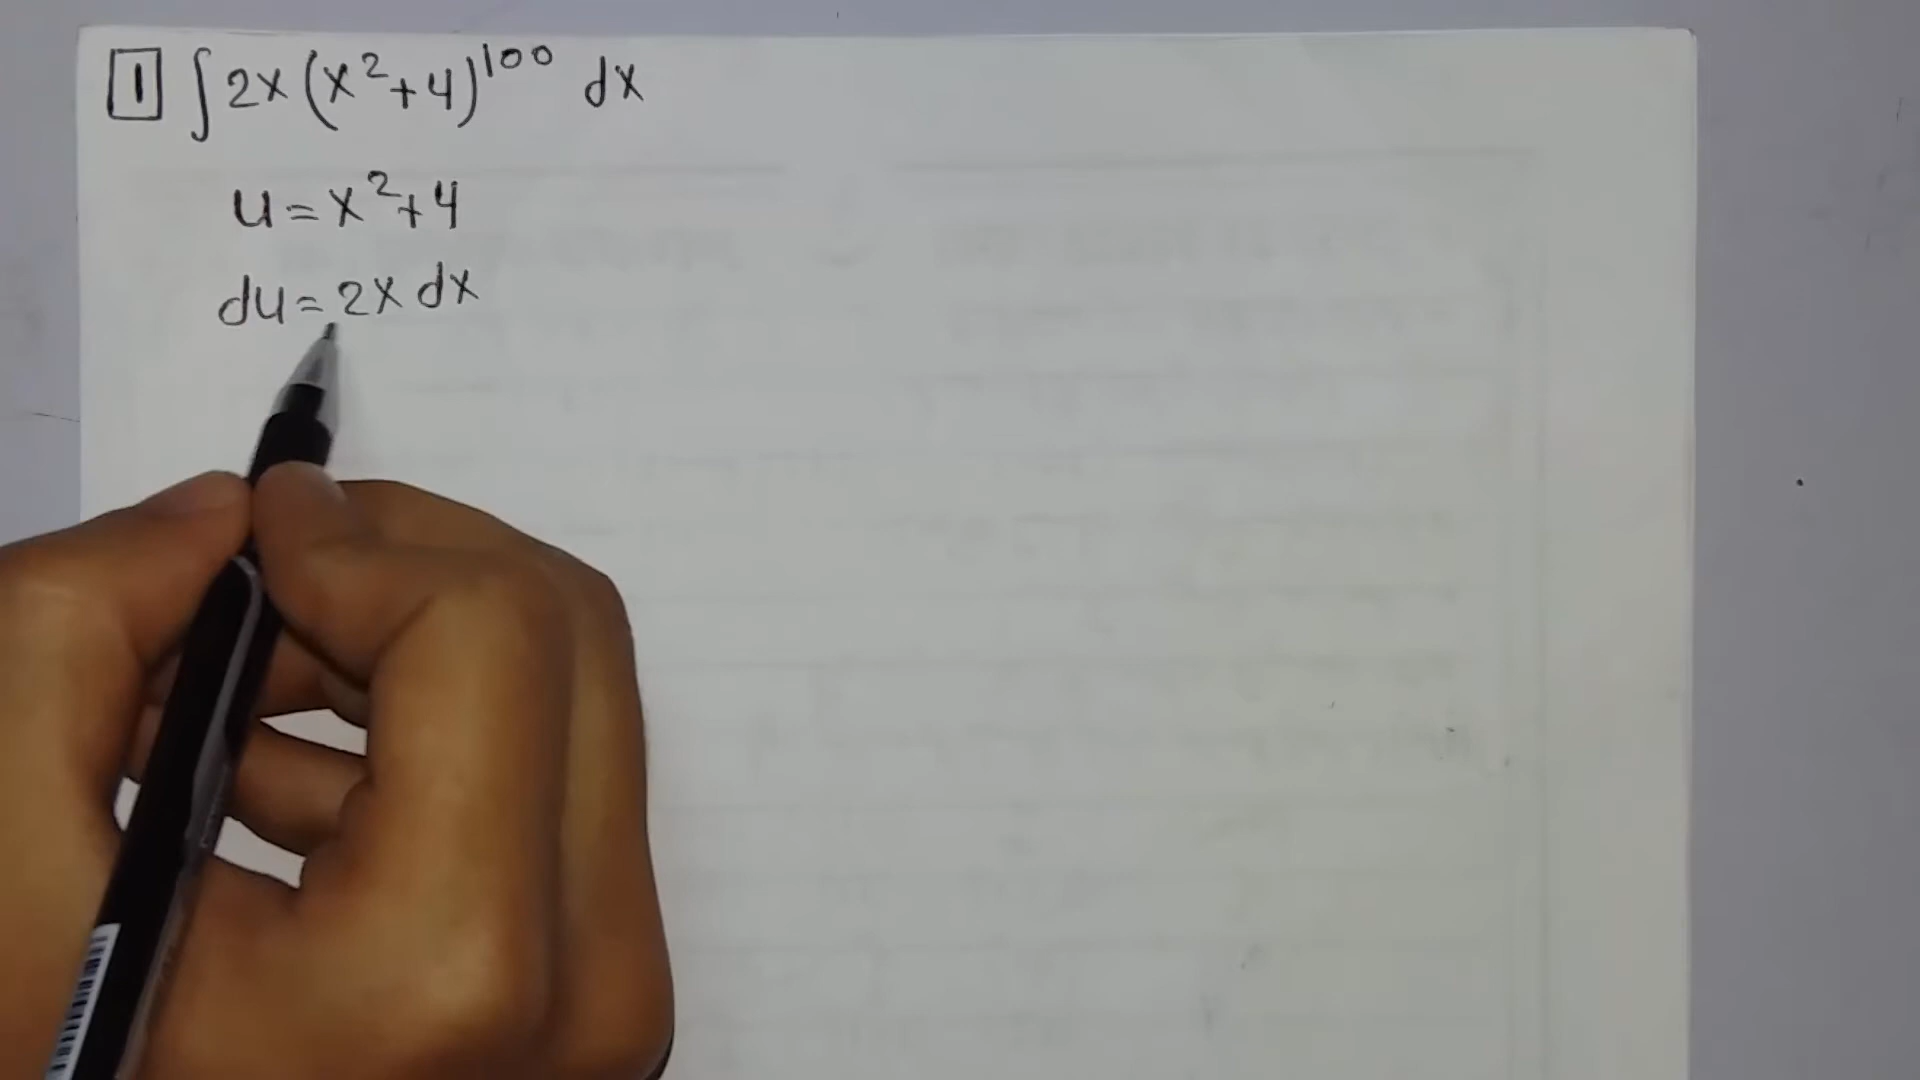 1 ∫ 2x (x²+4)¹⁰⁰ dx
u = x²+4
du = 2x dx